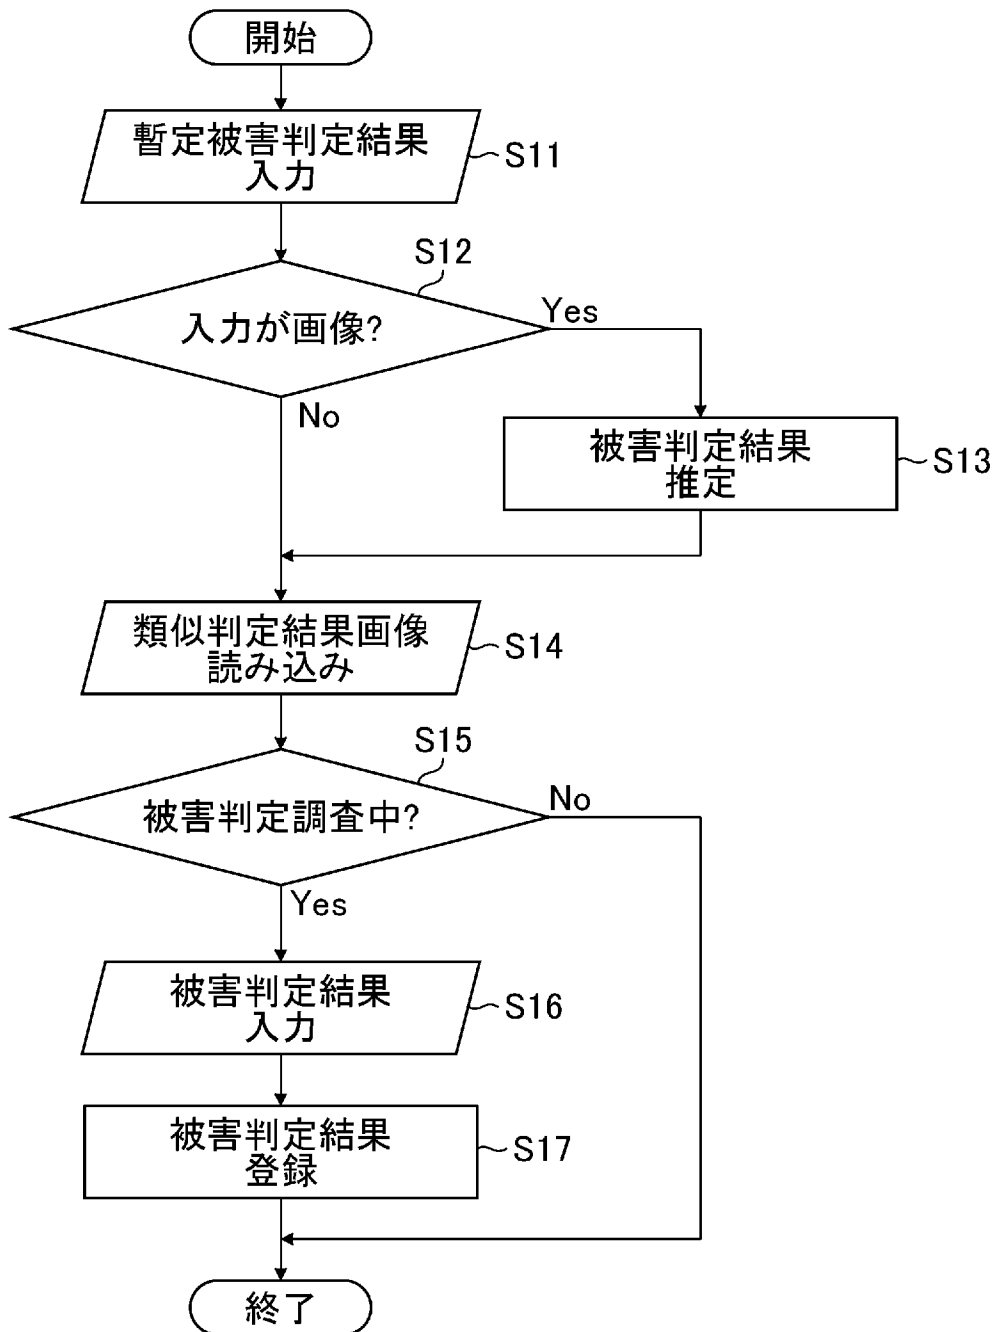 開始
暫定被害判定結果
入力
S11
S12
入力が画像?
Yes
No
被害判定結果
推定
S13
類似判定結果画像
読み込み
S14
S15
被害判定調査中?
No
Yes
被害判定結果
入力
S16
被害判定結果
登録
S17
終了